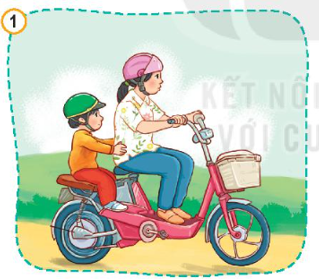 1
KẾT NỐI
VỚI CU